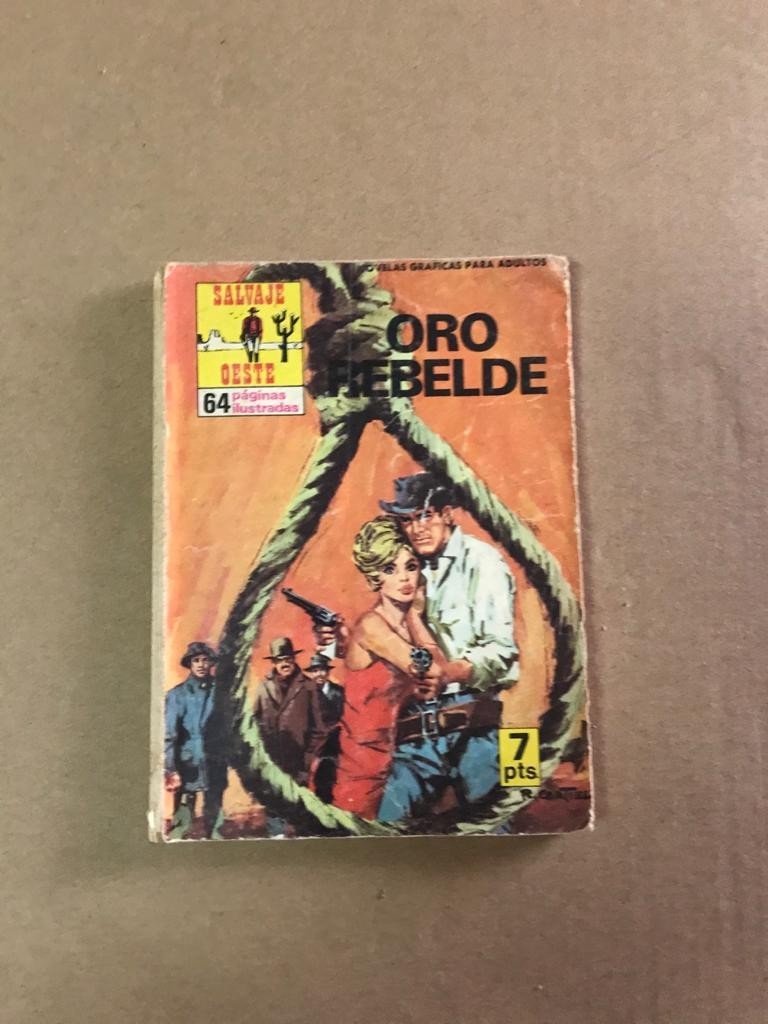 NOVELAS GRAFICAS PARA ADULTOS
SALVAJE
OESTE
64 páginas
ilustradas
ORO
REBELDE
7
pts.